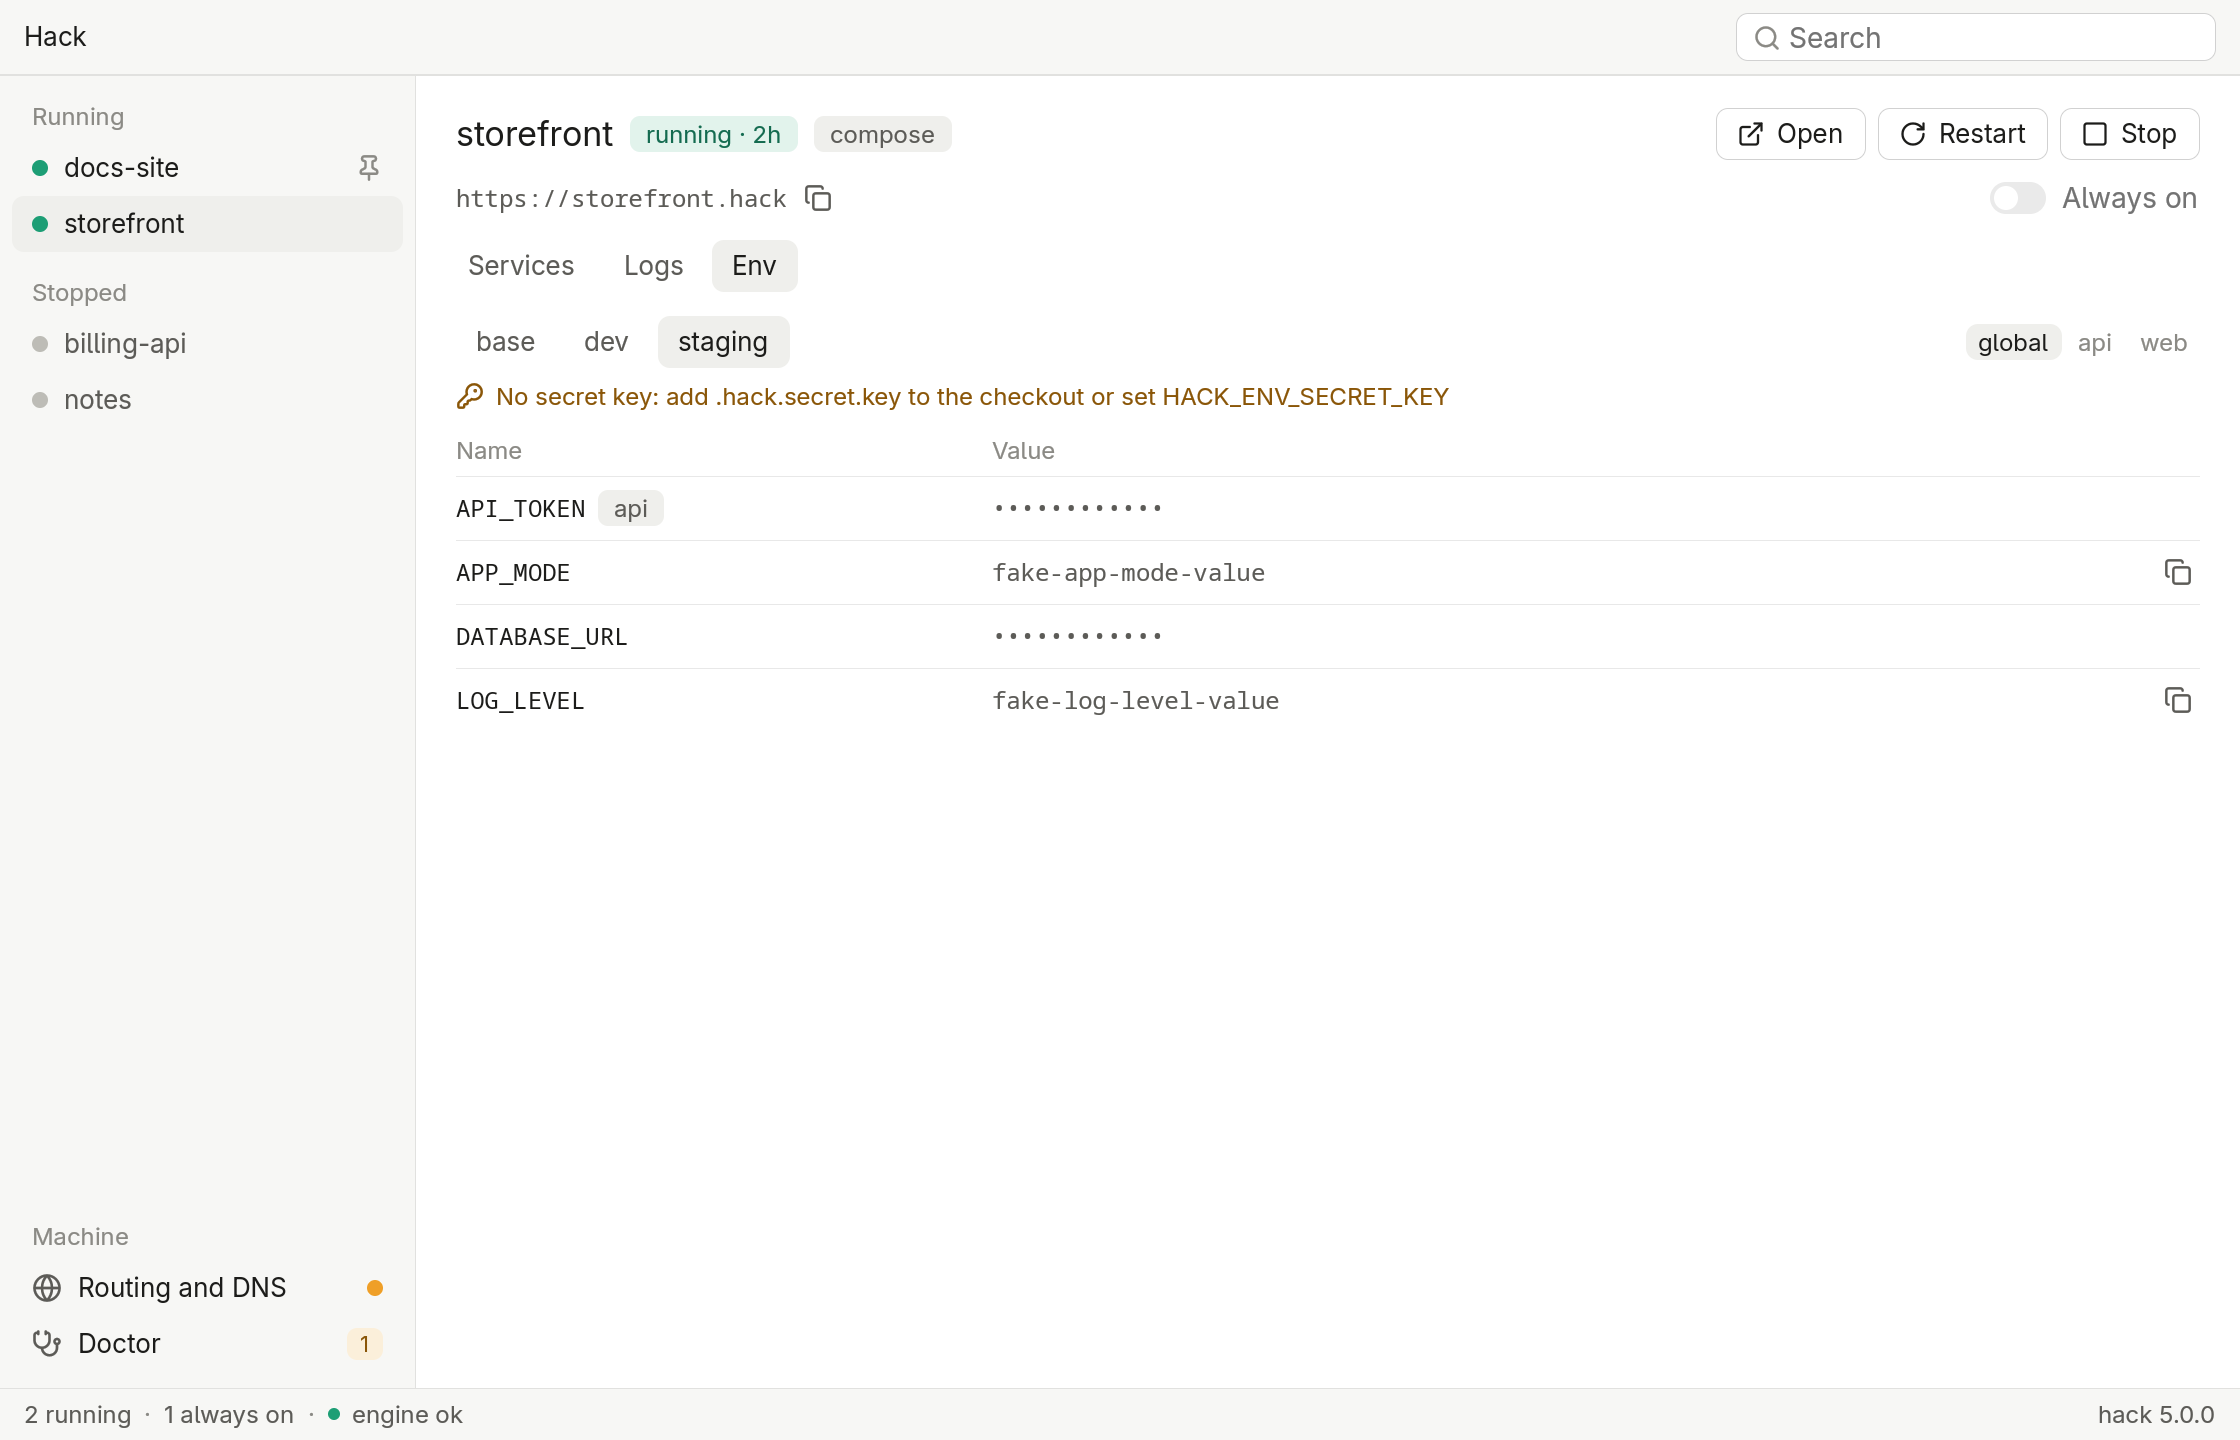 Hack
Search
Running
docs-site
storefront
Stopped
billing-api
notes
Machine
Routing and DNS
Doctor 1
storefront running · 2h compose
Open Restart Stop
https://storefront.hack
Always on
Services Logs Env
base dev staging
global api web
No secret key: add .hack.secret.key to the checkout or set HACK_ENV_SECRET_KEY
Name Value
API_TOKEN api ••••••••••••
APP_MODE fake-app-mode-value
DATABASE_URL ••••••••••••
LOG_LEVEL fake-log-level-value
2 running · 1 always on · engine ok
hack 5.0.0